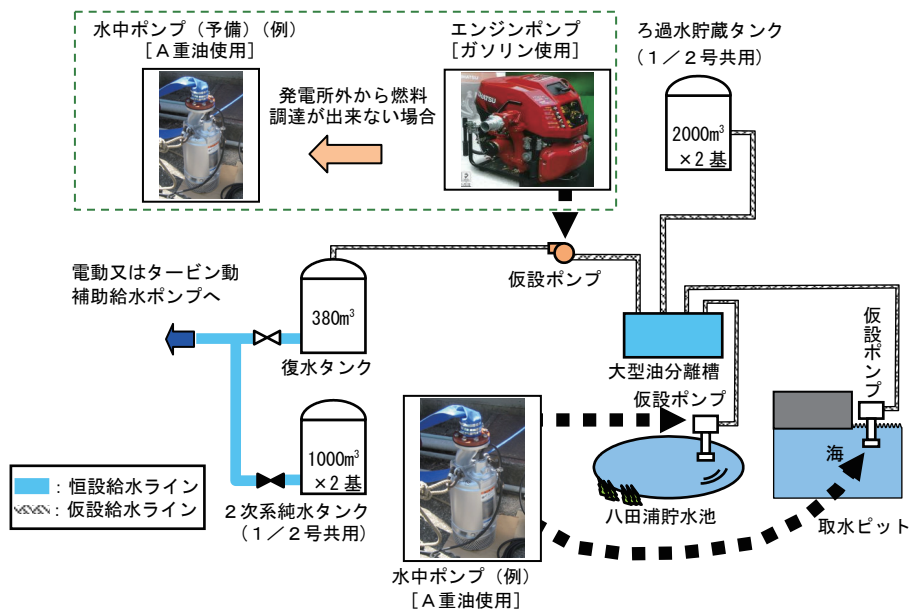 水中ポンプ（予備）（例）
［Ａ重油使用］
エンジンポンプ
［ガソリン使用］
発電所外から燃料
調達が出来ない場合
ろ過水貯蔵タンク
（１／２号共用）
2000m³
×２基
仮設ポンプ
電動又はタービン動
補助給水ポンプへ
380m³
復水タンク
大型油分離槽
仮設ポンプ
仮設ポンプ
海
八田浦貯水池
取水ピット
1000m³
×２基
２次系純水タンク
（１／２号共用）
：恒設給水ライン
：仮設給水ライン
水中ポンプ（例）
［Ａ重油使用］